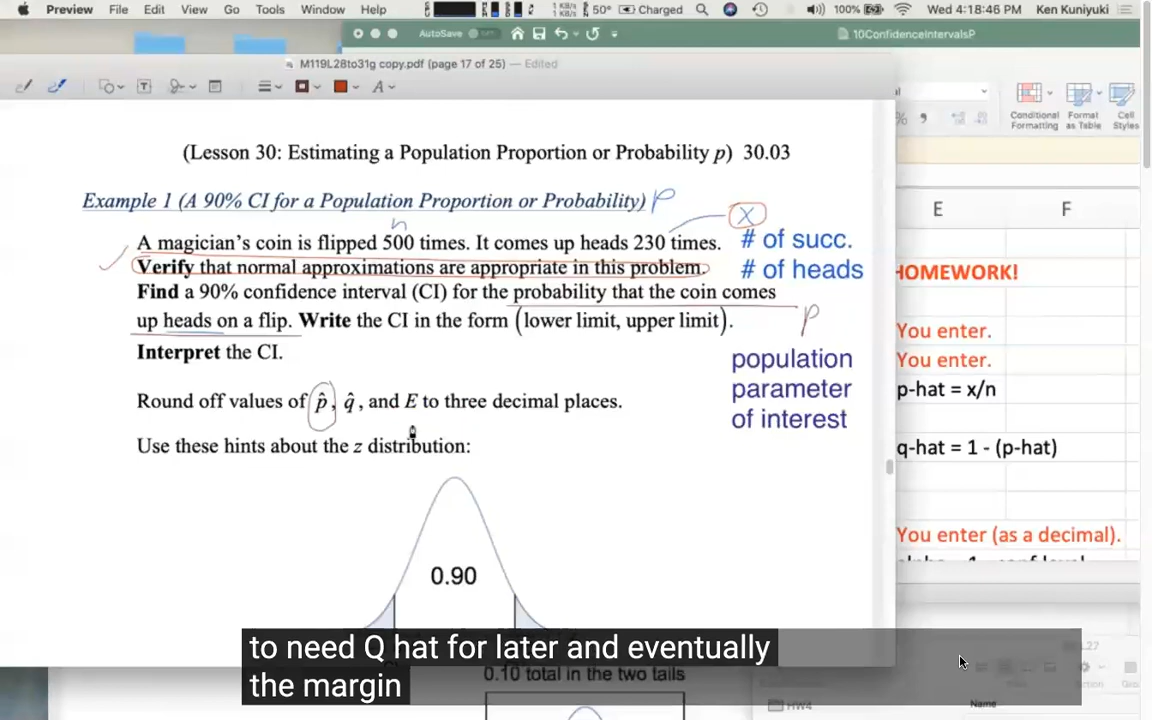 Preview File Edit View Go Tools Window Help 50° Charged 100% Wed 4:18:46 PM Ken Kuniyuki
AutoSave 10ConfidenceIntervalsP
M119L28to31g copy.pdf (page 17 of 25) — Edited
Conditional Formatting
Format as Table
Cell Styles
(Lesson 30: Estimating a Population Proportion or Probability p) 30.03
Example 1 (A 90% CI for a Population Proportion or Probability) p
n
x
A magician's coin is flipped 500 times. It comes up heads 230 times.
# of succ.
Verify that normal approximations are appropriate in this problem.
# of heads
Find a 90% confidence interval (CI) for the probability that the coin comes
up heads on a flip. Write the CI in the form (lower limit, upper limit).
p
Interpret the CI.
population
parameter
of interest
Round off values of p̂, q̂, and E to three decimal places.
Use these hints about the z distribution:
0.90
0.10 total in the two tails
E F
HOMEWORK!
You enter.
You enter.
p-hat = x/n
q-hat = 1 - (p-hat)
You enter (as a decimal).
to need Q hat for later and eventually
the margin
HW4
Name